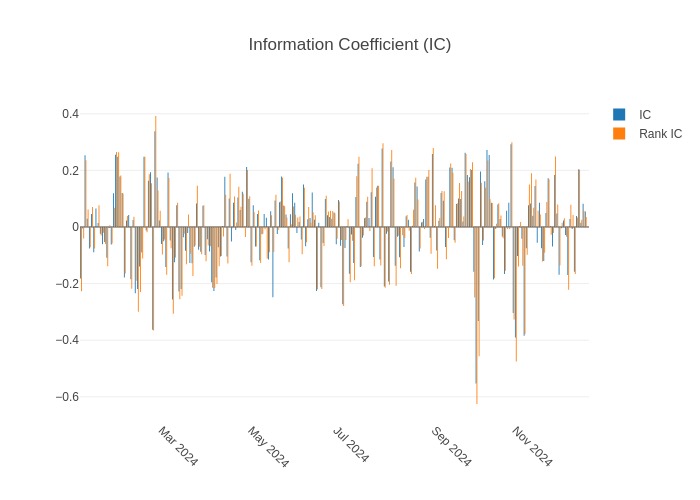 Information Coefficient (IC)
0.4
0.2
0
−0.2
−0.4
−0.6
Mar 2024
May 2024
Jul 2024
Sep 2024
Nov 2024
IC
Rank IC